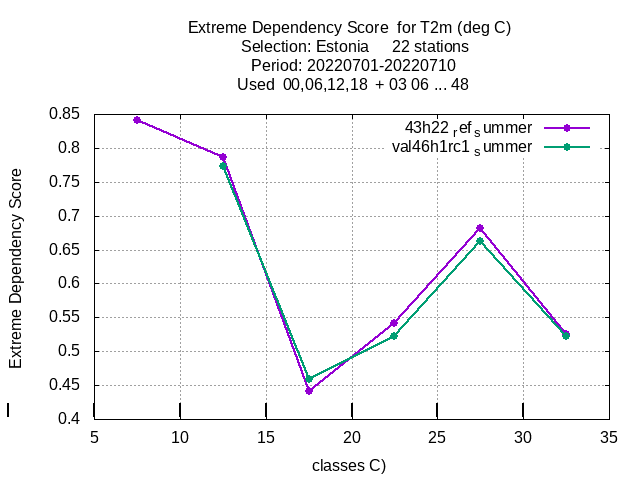 Extreme Dependency Score for T2m (deg C)
Selection: Estonia 22 stations
Period: 20220701-20220710
Used 00,06,12,18 + 03 06 ... 48
43h22 refsummer
val46h1rc1 summer
Extreme Dependency Score
0.85
0.8
0.75
0.7
0.65
0.6
0.55
0.5
0.45
0.4
5 10 15 20 25 30 35
classes C)